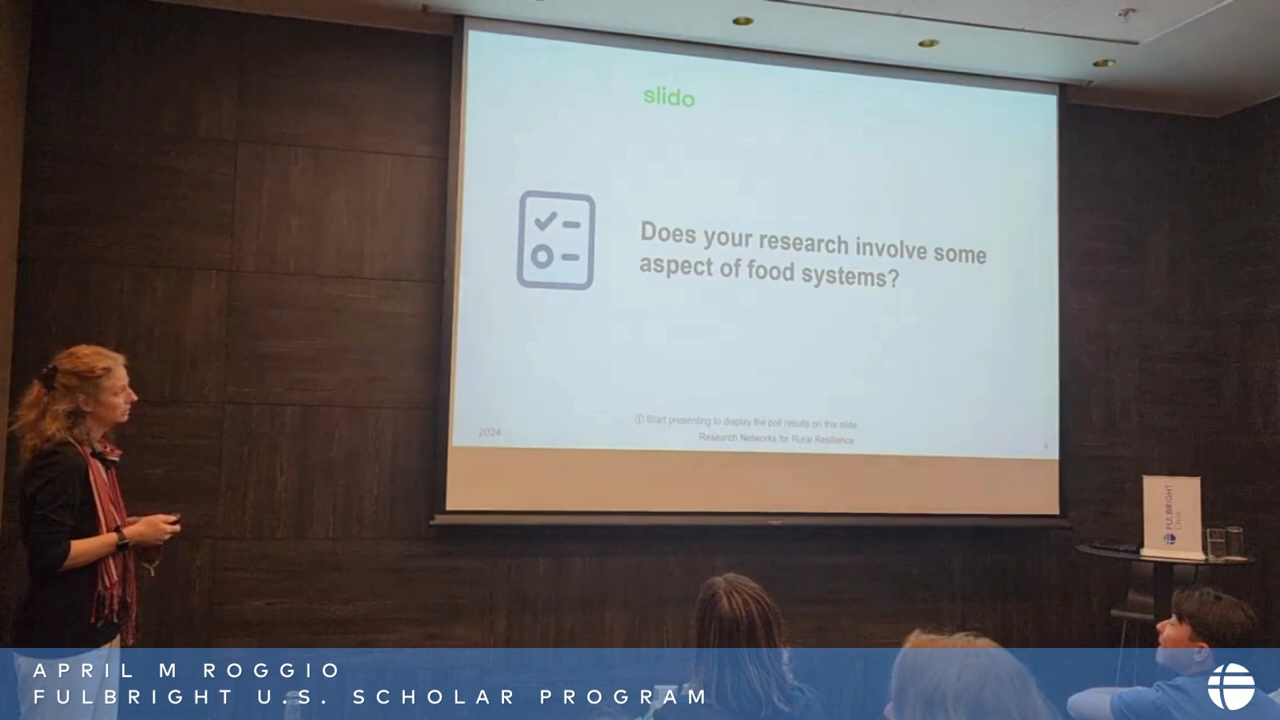 slido
Does your research involve some
aspect of food systems?
Start presenting to display the poll results on this slide.
2024
Research Networks for Rural Resilience
FULBRIGHT
Chile
APRIL M ROGGIO
FULBRIGHT U.S. SCHOLAR PROGRAM